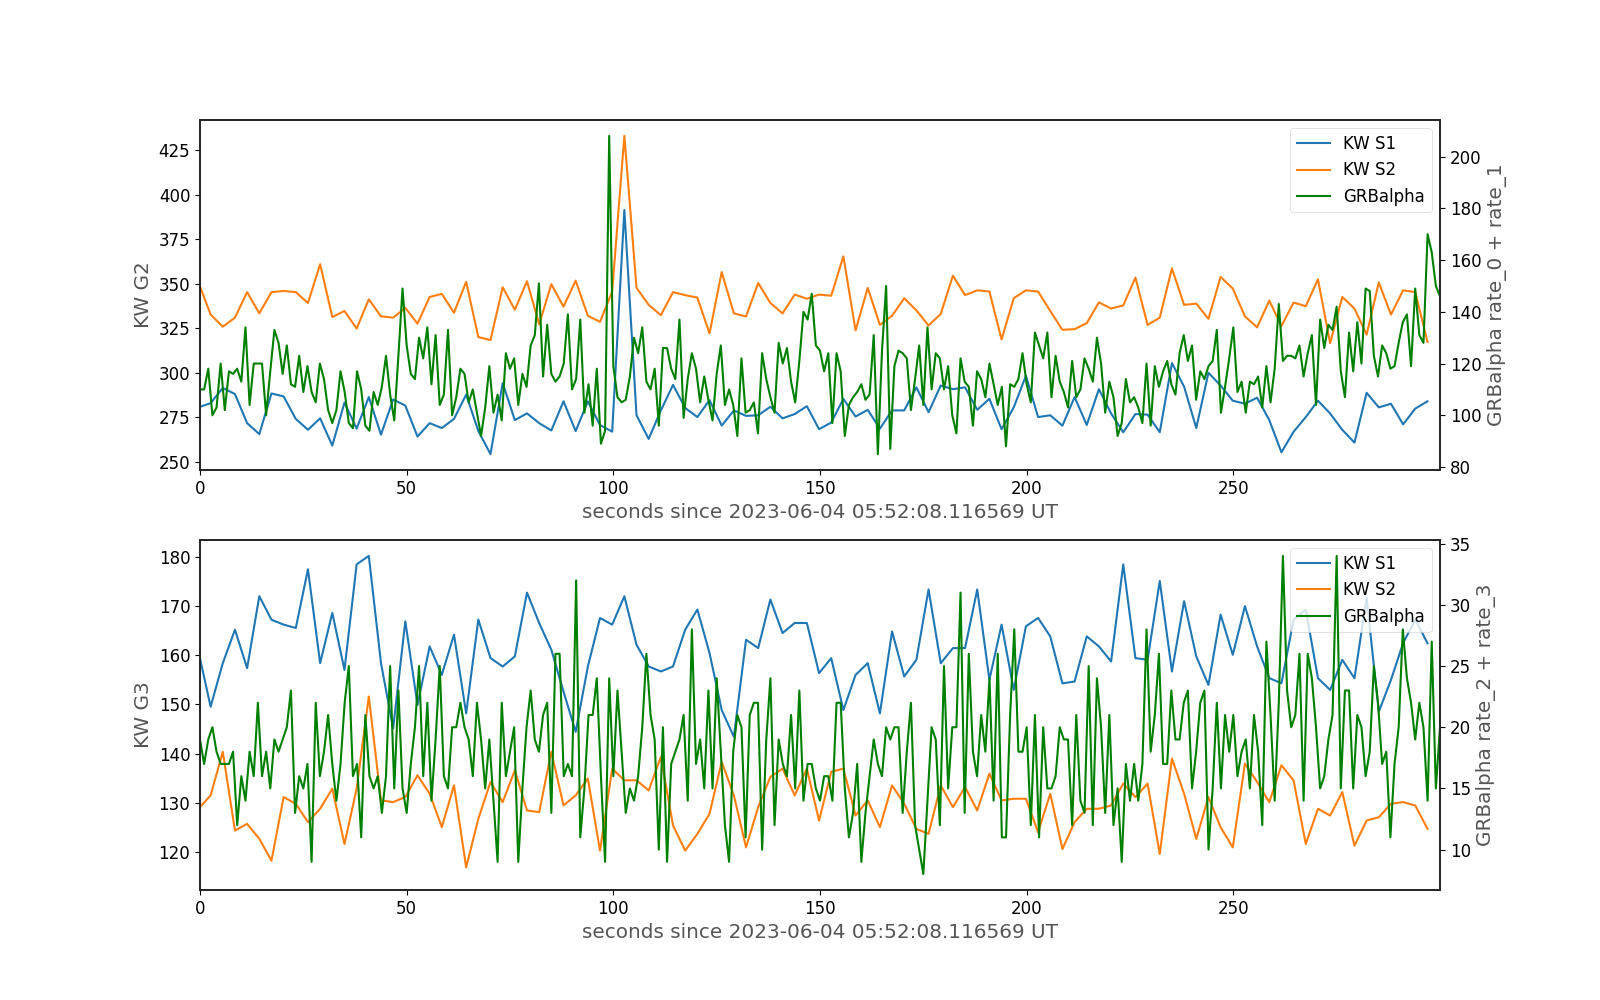 KW S1
KW S2
GRBalpha
425
400
375
350
325
300
275
250
KW G2
200
180
160
140
120
100
80
GRBalpha rate_0 + rate_1
0 50 100 150 200 250
seconds since 2023-06-04 05:52:08.116569 UT
KW S1
KW S2
GRBalpha
180
170
160
150
140
130
120
KW G3
35
30
25
20
15
10
GRBalpha rate_2 + rate_3
0 50 100 150 200 250
seconds since 2023-06-04 05:52:08.116569 UT